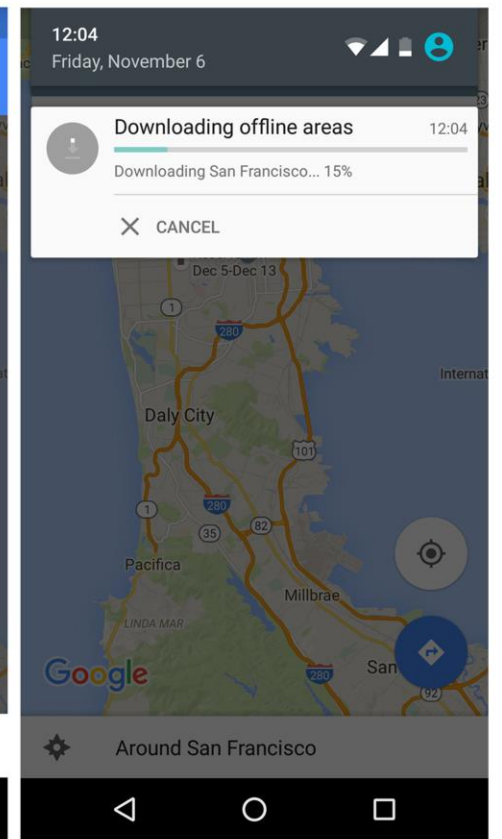 12:04
Friday, November 6
Downloading offline areas 12:04
Downloading San Francisco... 15%
CANCEL
Dec 5-Dec 13
1
280
Internat
Daly City
101
1
280
35
82
Pacifica
Millbrae
LINDA MAR
Google
280
San
92
Around San Francisco